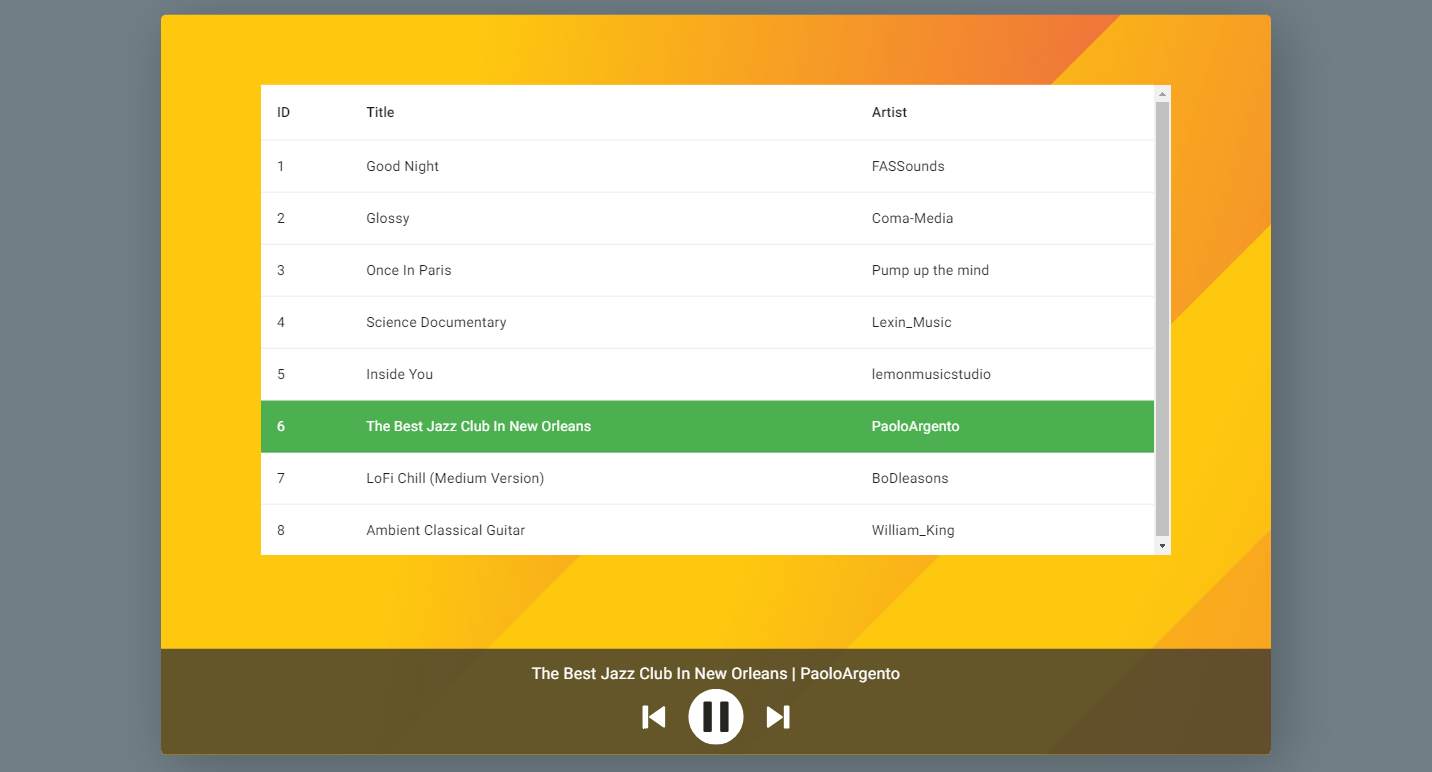 ID Title Artist
1 Good Night FASSounds
2 Glossy Coma-Media
3 Once In Paris Pump up the mind
4 Science Documentary Lexin_Music
5 Inside You lemonmusicstudio
6 The Best Jazz Club In New Orleans PaoloArgento
7 LoFi Chill (Medium Version) BoDleasons
8 Ambient Classical Guitar William_King
The Best Jazz Club In New Orleans | PaoloArgento